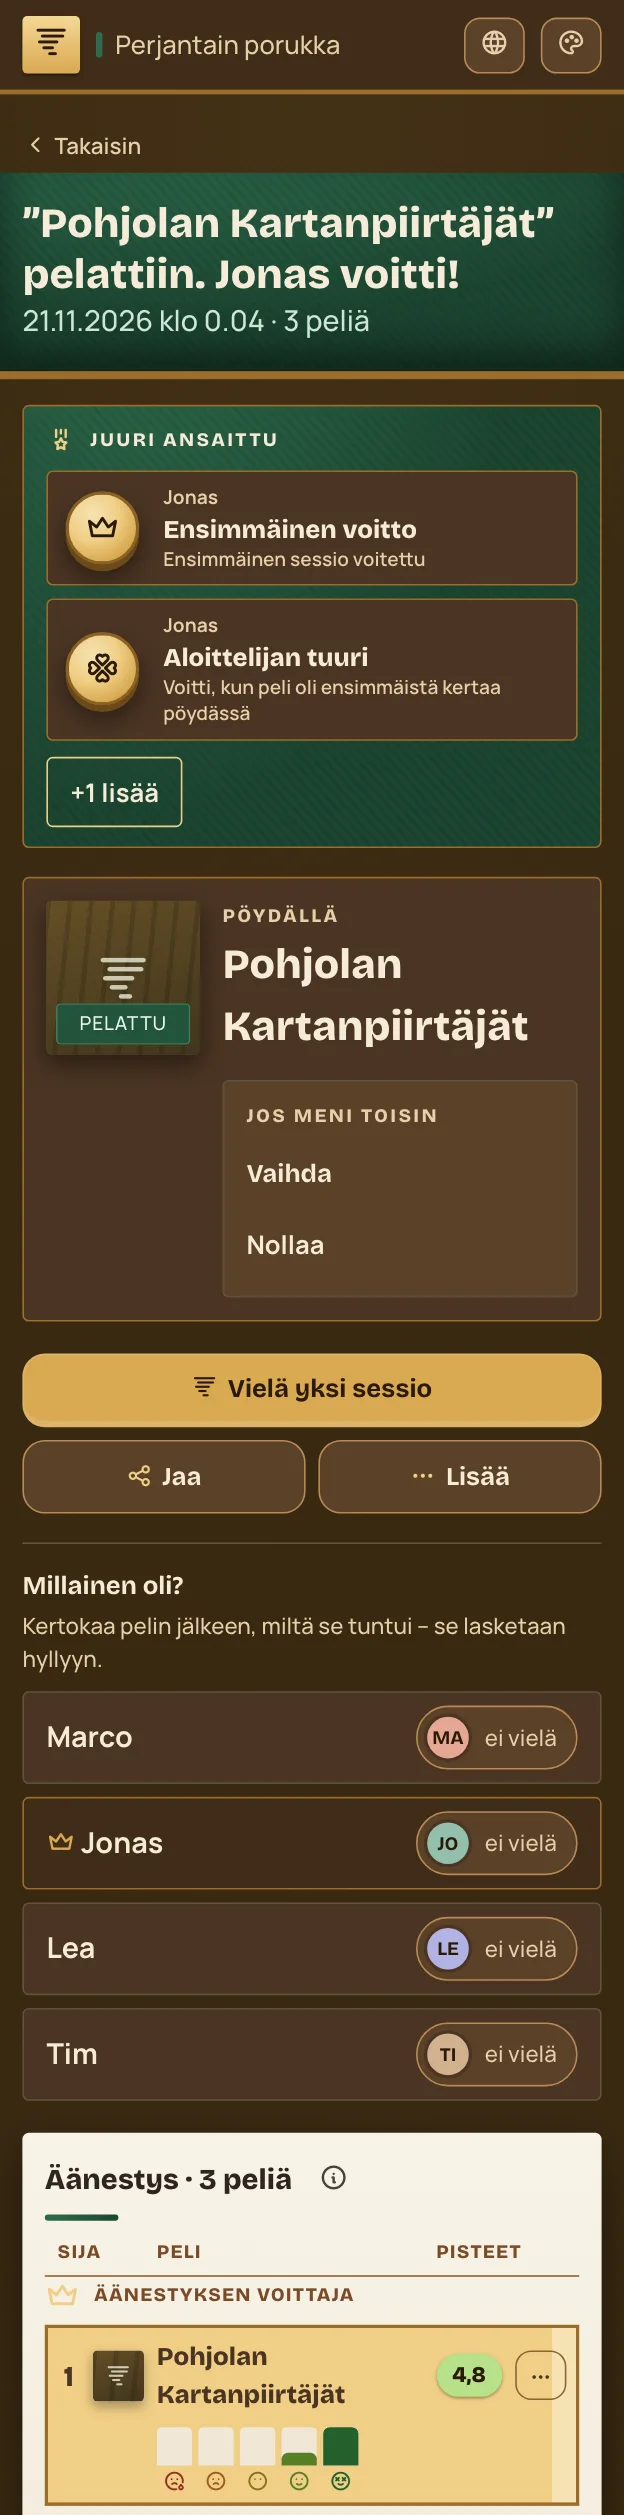 Perjantain porukka
Takaisin
”Pohjolan Kartanpiirtäjät”
pelattiin. Jonas voitti!
21.11.2026 klo 0.04 · 3 peliä
JUURI ANSAITTU
Jonas
Ensimmäinen voitto
Ensimmäinen sessio voitettu
Jonas
Aloittelijan tuuri
Voitti, kun peli oli ensimmäistä kertaa
pöydässä
+1 lisää
PELATTU
PÖYDÄLLÄ
Pohjolan
Kartanpiirtäjät
JOS MENI TOISIN
Vaihda
Nollaa
Vielä yksi sessio
Jaa
Lisää
Millainen oli?
Kertokaa pelin jälkeen, miltä se tuntui – se lasketaan
hyllyyn.
Marco
MA ei vielä
Jonas
JO ei vielä
Lea
LE ei vielä
Tim
TI ei vielä
Äänestys · 3 peliä
SIJA PELI PISTEET
ÄÄNESTYKSEN VOITTAJA
1 Pohjolan
Kartanpiirtäjät
4,8